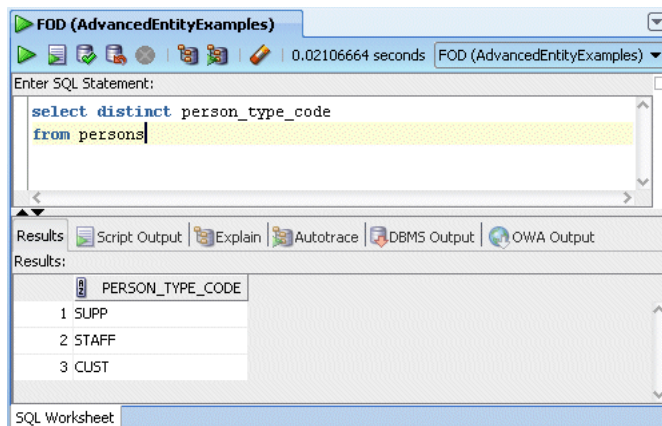 FOD (AdvancedEntityExamples)
0.02106664 seconds FOD (AdvancedEntityExamples)
Enter SQL Statement:
select distinct person_type_code
from persons
Results Script Output Explain Autotrace DBMS Output OWA Output
Results:
PERSON_TYPE_CODE
1 SUPP
2 STAFF
3 CUST
SQL Worksheet